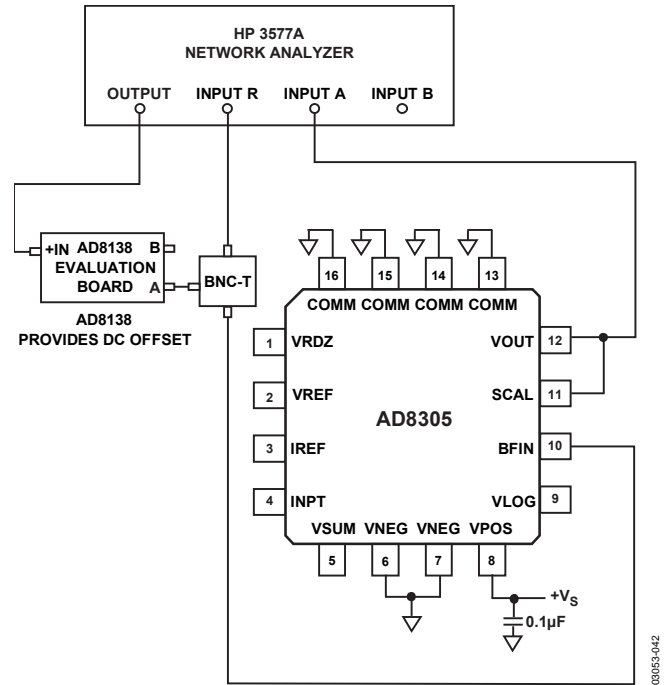 HP 3577A
NETWORK ANALYZER
OUTPUT INPUT R INPUT A INPUT B
+IN AD8138 B
EVALUATION
BOARD A
BNC-T
AD8138
PROVIDES DC OFFSET
16 15 14 13
COMM COMM COMM COMM
1 VRDZ VOUT 12
2 VREF SCAL 11
AD8305
3 IREF BFIN 10
4 INPT VLOG 9
VSUM VNEG VNEG VPOS
5 6 7 8
+VS
0.1µF
03053-042